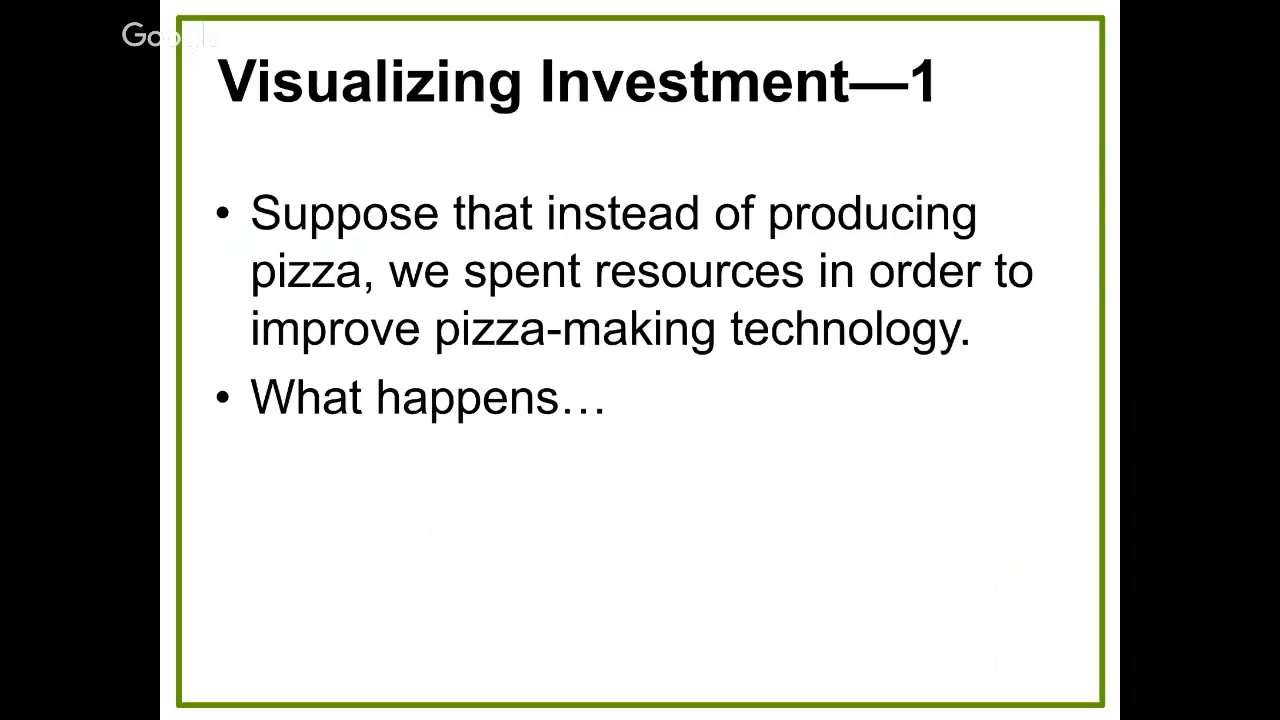 Google
Visualizing Investment—1
• Suppose that instead of producing
pizza, we spent resources in order to
improve pizza-making technology.
• What happens…